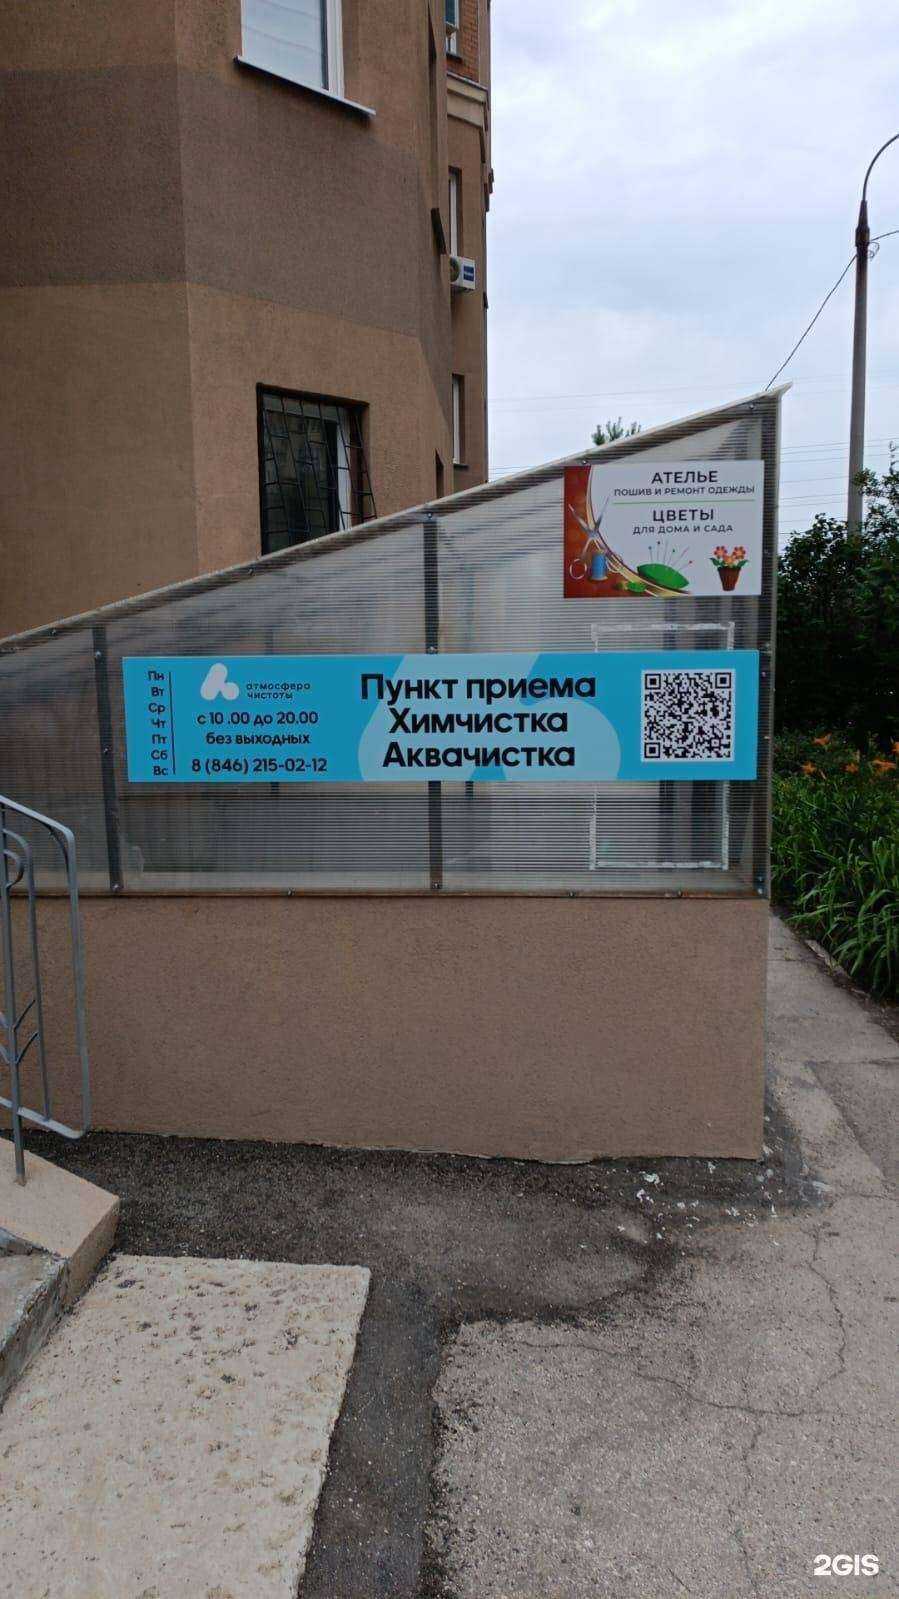 АТЕЛЬЕ
ПОШИВ И РЕМОНТ ОДЕЖДЫ
ЦВЕТЫ
ДЛЯ ДОМА И САДА
Пн
Вт
Ср
Чт
Пт
Сб
Вс
атмосфера
чистоты
с 10 .00 до 20.00
без выходных
8 (846) 215-02-12
Пункт приема
Химчистка
Аквачистка
2GIS